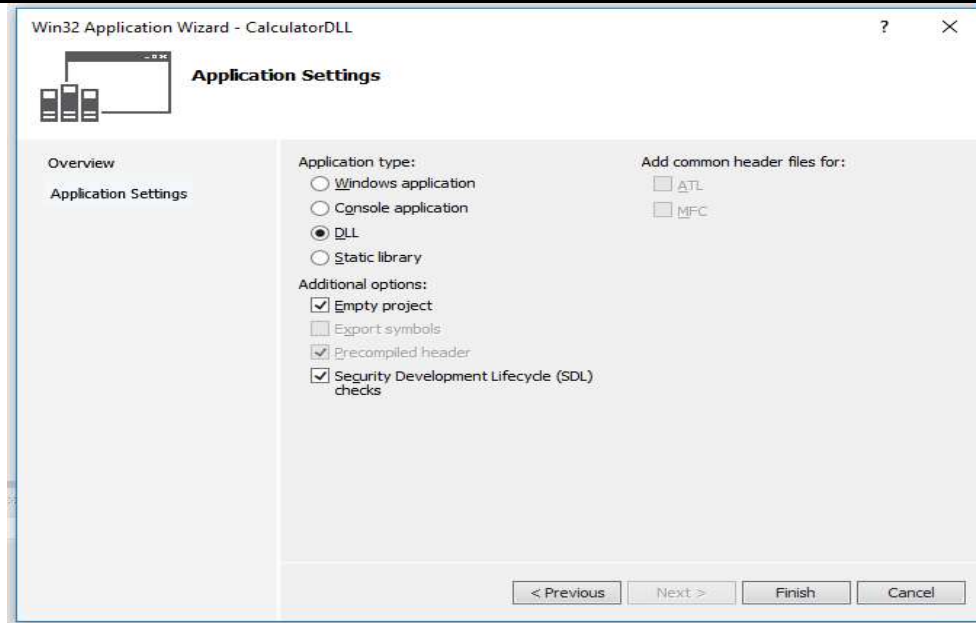 Win32 Application Wizard - CalculatorDLL
?
Application Settings
Overview
Application Settings
Application type:
Windows application
Console application
DLL
Static library
Additional options:
Empty project
Export symbols
Precompiled header
Security Development Lifecycle (SDL)
checks
Add common header files for:
ATL
MFC
< Previous
Next >
Finish
Cancel